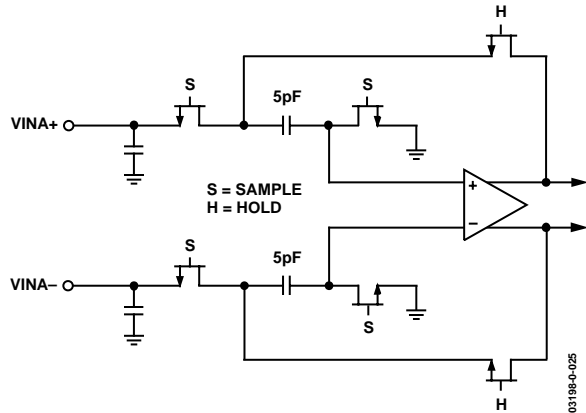 H
S
5pF
S
VINA+
S = SAMPLE
H = HOLD
+
−
S
5pF
VINA−
S
H
03198-0-025